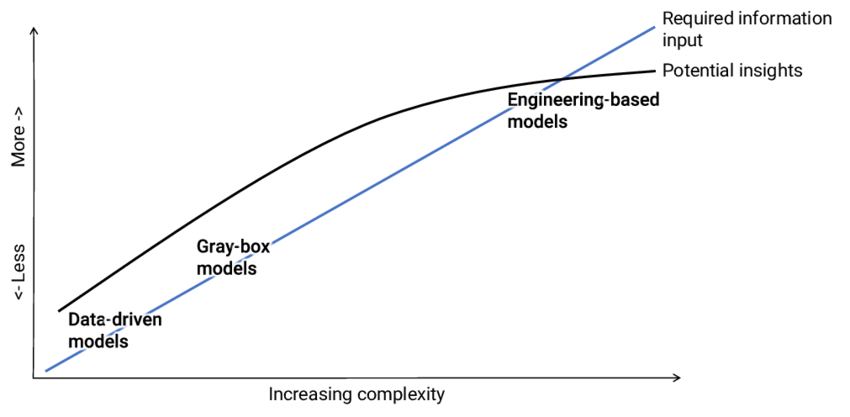 Required information
input
Potential insights
Engineering-based
models
Gray-box
models
Data-driven
models
More ->
<- Less
Increasing complexity